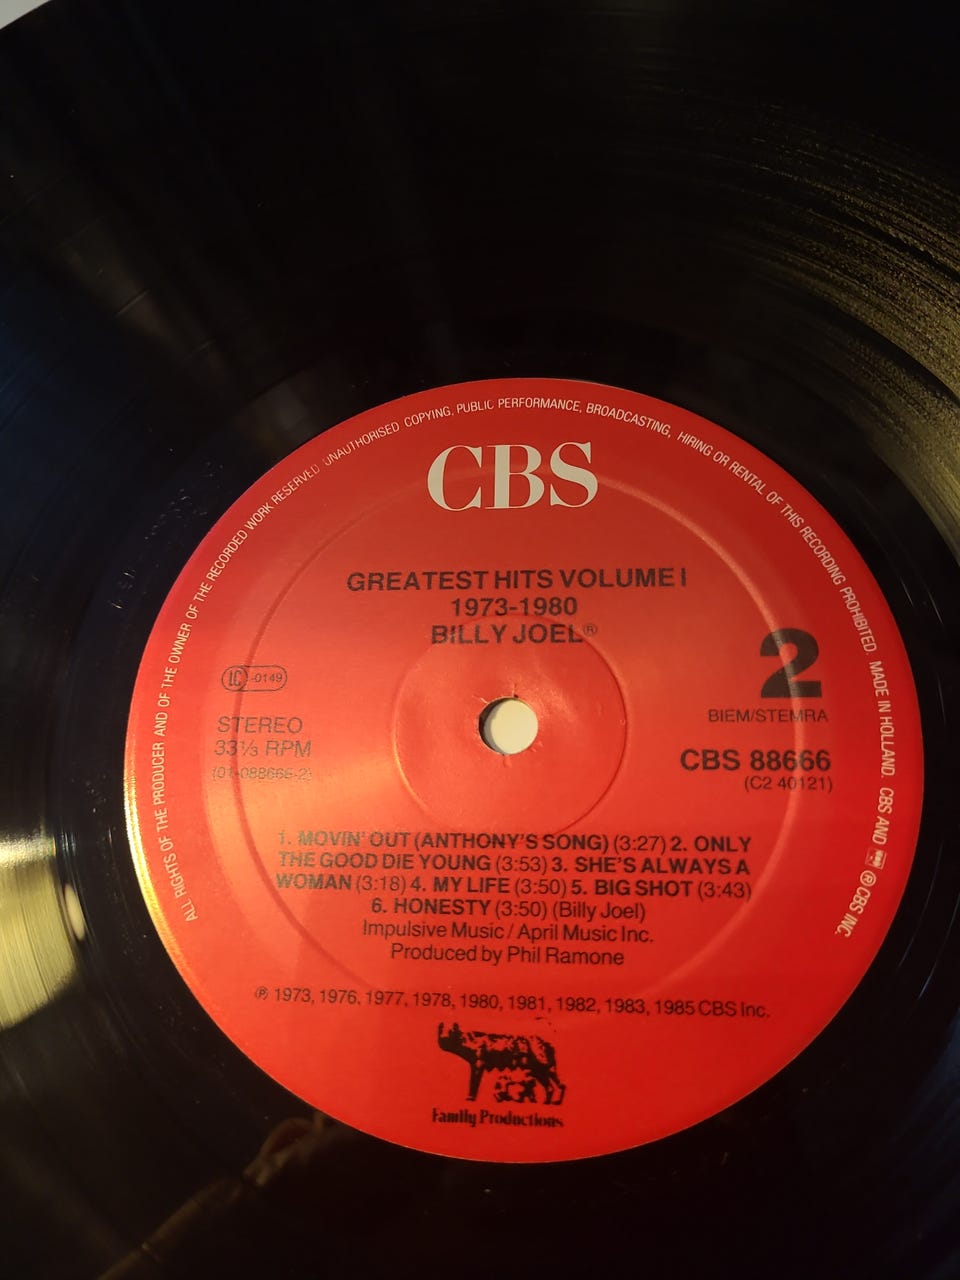 ALL RIGHTS OF THE PRODUCER AND OF THE OWNER OF THE RECORDED WORK RESERVED UNAUTHORISED COPYING, PUBLIC PERFORMANCE, BROADCASTING, HIRING OR RENTAL OF THIS RECORDING PROHIBITED. MADE IN HOLLAND. CBS AND ℗ CBS INC.
CBS
GREATEST HITS VOLUME I
1973-1980
BILLY JOEL®
LC -0149
STEREO
33⅓ RPM
(01-088666-2)
2
BIEM/STEMRA
CBS 88666
(C2 40121)
1. MOVIN' OUT (ANTHONY'S SONG) (3:27) 2. ONLY
THE GOOD DIE YOUNG (3:53) 3. SHE'S ALWAYS A
WOMAN (3:18) 4. MY LIFE (3:50) 5. BIG SHOT (3:43)
6. HONESTY (3:50) (Billy Joel)
Impulsive Music / April Music Inc.
Produced by Phil Ramone
℗ 1973, 1976, 1977, 1978, 1980, 1981, 1982, 1983, 1985 CBS Inc.
Family Productions